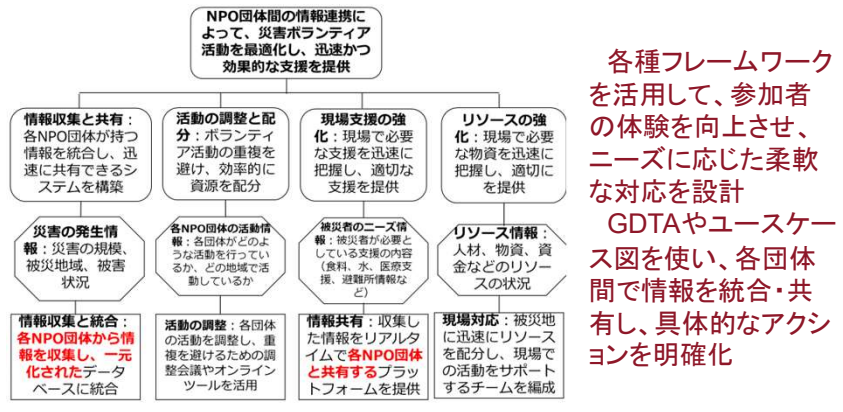 NPO団体間の情報連携に
よって、災害ボランティア
活動を最適化し、迅速かつ
効果的な支援を提供
情報収集と共有：
各NPO団体が持つ
情報を統合し、迅
速に共有できるシ
ステムを構築
活動の調整と配
分：ボランティ
ア活動の重複を
避け、効率的に
資源を配分
現場支援の強
化：現場で必要
な支援を迅速に
把握し、適切な
支援を提供
リソースの強
化：現場で必要
な物資を迅速に
把握し、適切に
を提供
災害の発生情
報：災害の規模、
被災地域、被害
状況
各NPO団体の活動情
報：各団体がどのよ
うな活動を行ってい
るか、どの地域で活
動しているか
被災者のニーズ情
報：被災者が必要と
している支援の内容
（食料、水、医療支
援、避難所情報な
ど）
リソース情報：
人材、物資、資
金などのリソー
スの状況
情報収集と統合：
各NPO団体から情
報を収集し、一元
化されたデータ
ベースに統合
活動の調整：各団体
の活動を調整し、重
複を避けるための調
整会議やオンライン
ツールを活用
情報共有：収集し
た情報をリアルタ
イムで各NPO団体
と共有するプラッ
トフォームを提供
現場対応：被災地
に迅速にリソース
を配分し、現場で
の活動をサポート
するチームを編成
各種フレームワーク
を活用して、参加者
の体験を向上させ、
ニーズに応じた柔軟
な対応を設計
GDTAやユースケー
ス図を使い、各団体
間で情報を統合・共
有し、具体的なアクシ
ョンを明確化